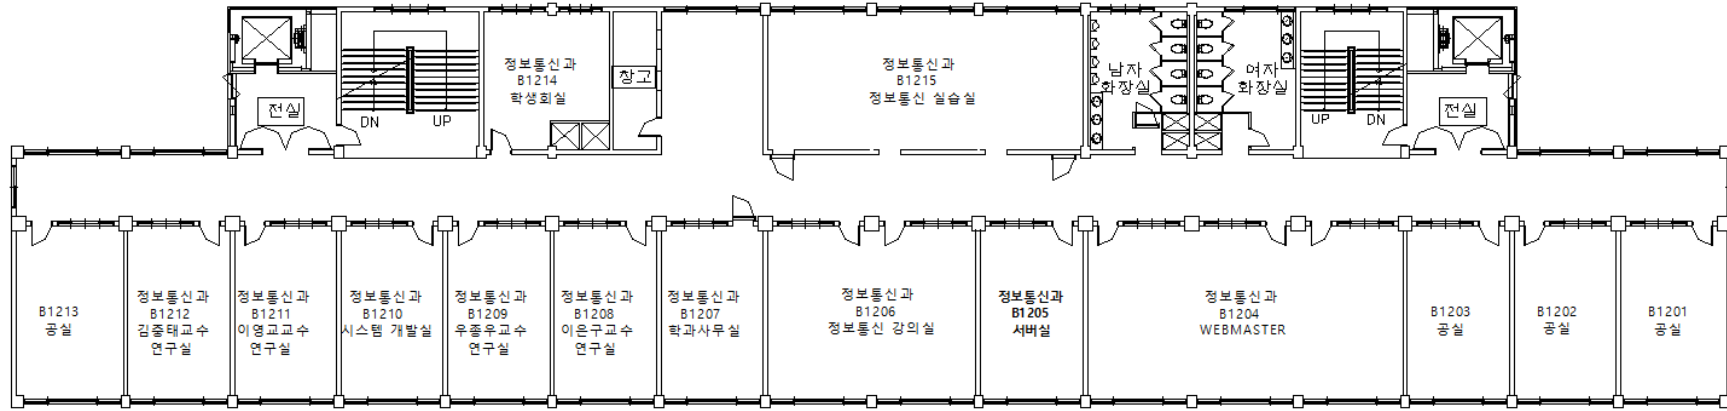 정보통신과
B1214
학생회실
창고
정보통신과
B1215
정보통신 실습실
남자
화장실
여자
화장실
전실
DN
UP
UP
DN
전실
B1213
공실
정보통신과
B1212
김중태교수
연구실
정보통신과
B1211
이영교교수
연구실
정보통신과
B1210
시스템 개발실
정보통신과
B1209
우종우교수
연구실
정보통신과
B1208
이은구교수
연구실
정보통신과
B1207
학과사무실
정보통신과
B1206
정보통신 강의실
정보통신과
B1205
서버실
정보통신과
B1204
WEBMASTER
B1203
공실
B1202
공실
B1201
공실